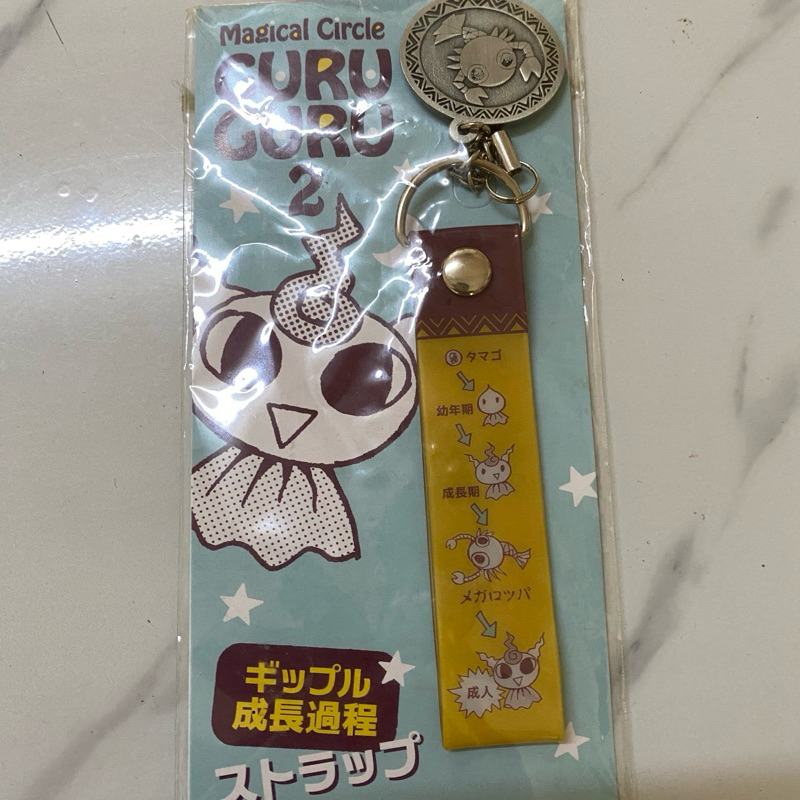 Magical Circle
GURU
GURU
2
タマゴ
幼年期
成長期
メガロツパ
成人
ギップル
成長過程
ストラップ